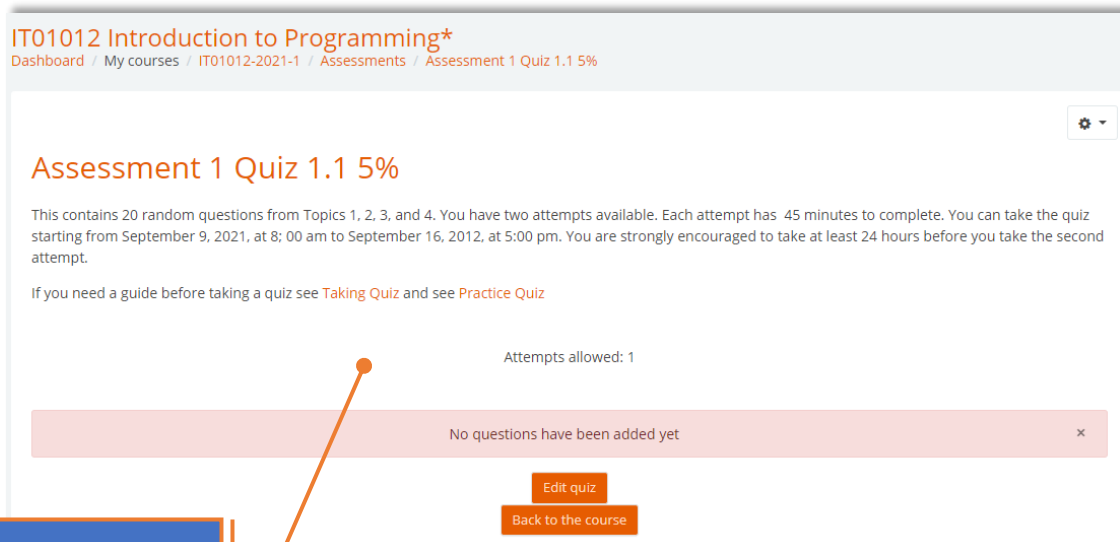 IT01012 Introduction to Programming*
Dashboard / My courses / IT01012-2021-1 / Assessments / Assessment 1 Quiz 1.1 5%
Assessment 1 Quiz 1.1 5%
This contains 20 random questions from Topics 1, 2, 3, and 4. You have two attempts available. Each attempt has 45 minutes to complete. You can take the quiz
starting from September 9, 2021, at 8; 00 am to September 16, 2012, at 5:00 pm. You are strongly encouraged to take at least 24 hours before you take the second
attempt.
If you need a guide before taking a quiz see Taking Quiz and see Practice Quiz
Attempts allowed: 1
No questions have been added yet ×
Edit quiz
Back to the course